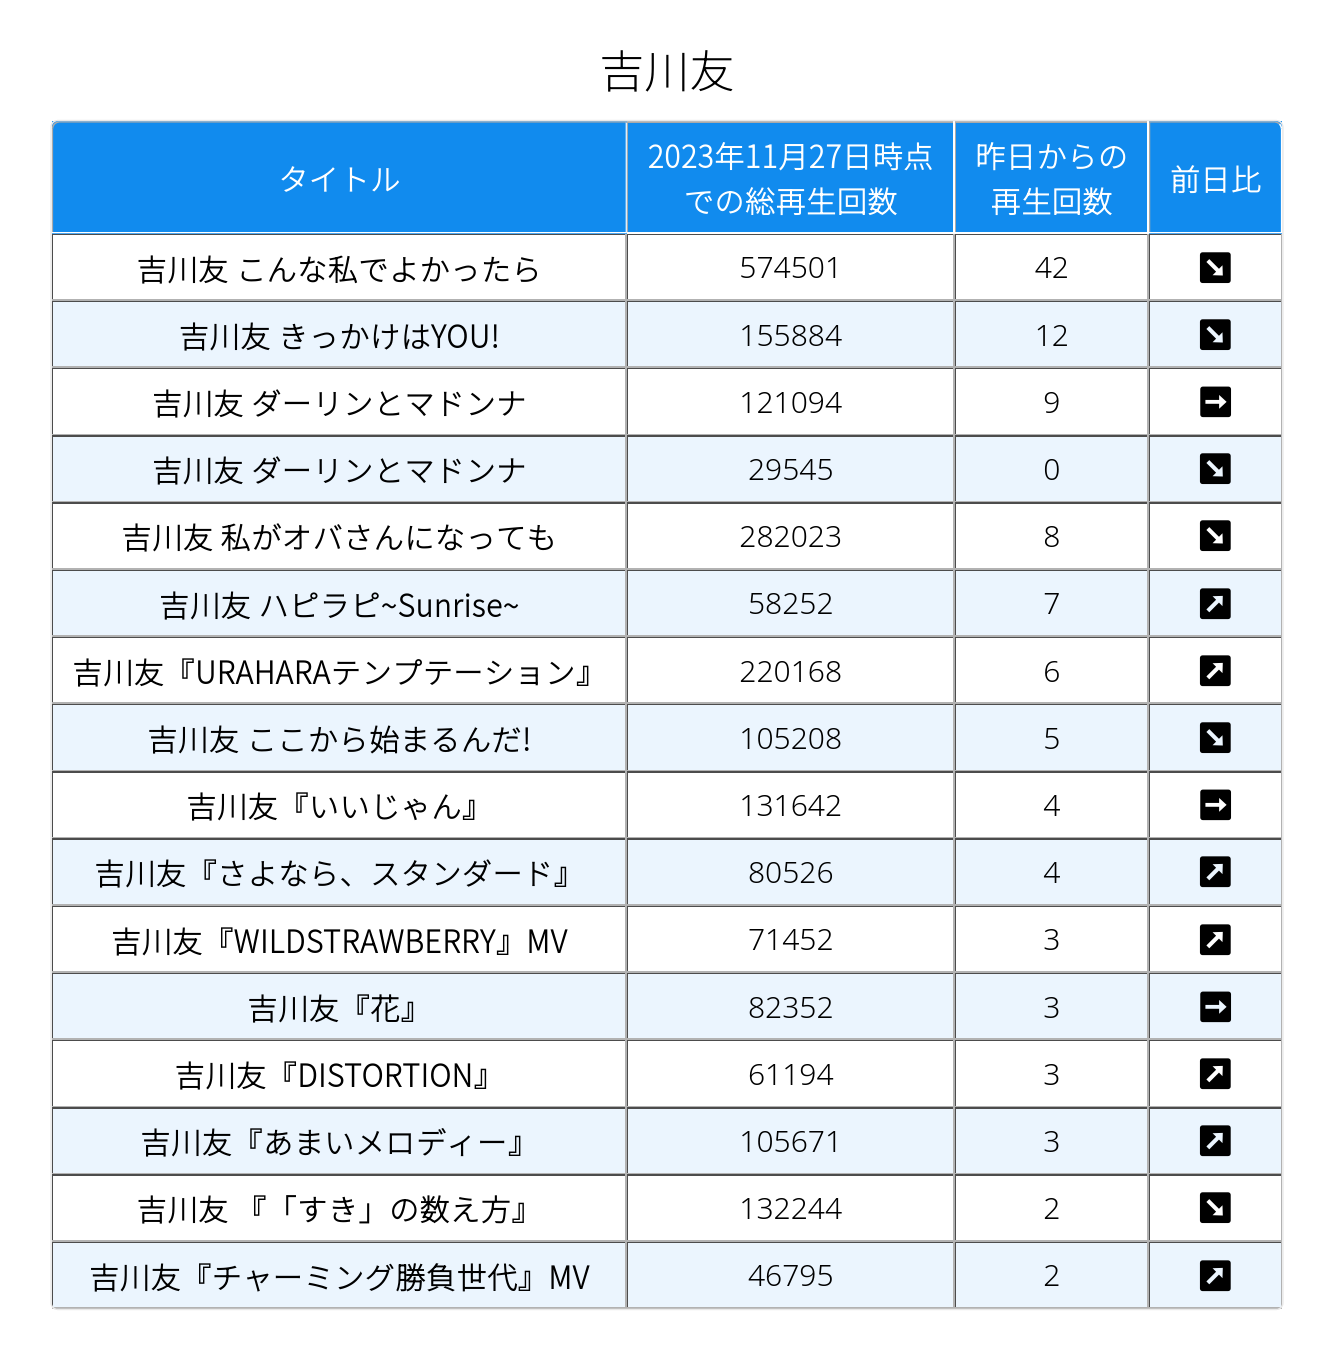 吉川友
タイトル
2023年11月27日時点
での総再生回数
昨日からの
再生回数
前日比
吉川友 こんな私でよかったら 574501 42 ↘
吉川友 きっかけはYOU! 155884 12 ↘
吉川友 ダーリンとマドンナ 121094 9 →
吉川友 ダーリンとマドンナ 29545 0 ↘
吉川友 私がオバさんになっても 282023 8 ↘
吉川友 ハピラピ~Sunrise~ 58252 7 ↗
吉川友『URAHARAテンプテーション』 220168 6 ↗
吉川友 ここから始まるんだ! 105208 5 ↘
吉川友『いいじゃん』 131642 4 →
吉川友『さよなら、スタンダード』 80526 4 ↗
吉川友『WILDSTRAWBERRY』MV 71452 3 ↗
吉川友『花』 82352 3 →
吉川友『DISTORTION』 61194 3 ↗
吉川友『あまいメロディー』 105671 3 ↗
吉川友 『「すき」の数え方』 132244 2 ↘
吉川友『チャーミング勝負世代』MV 46795 2 ↗